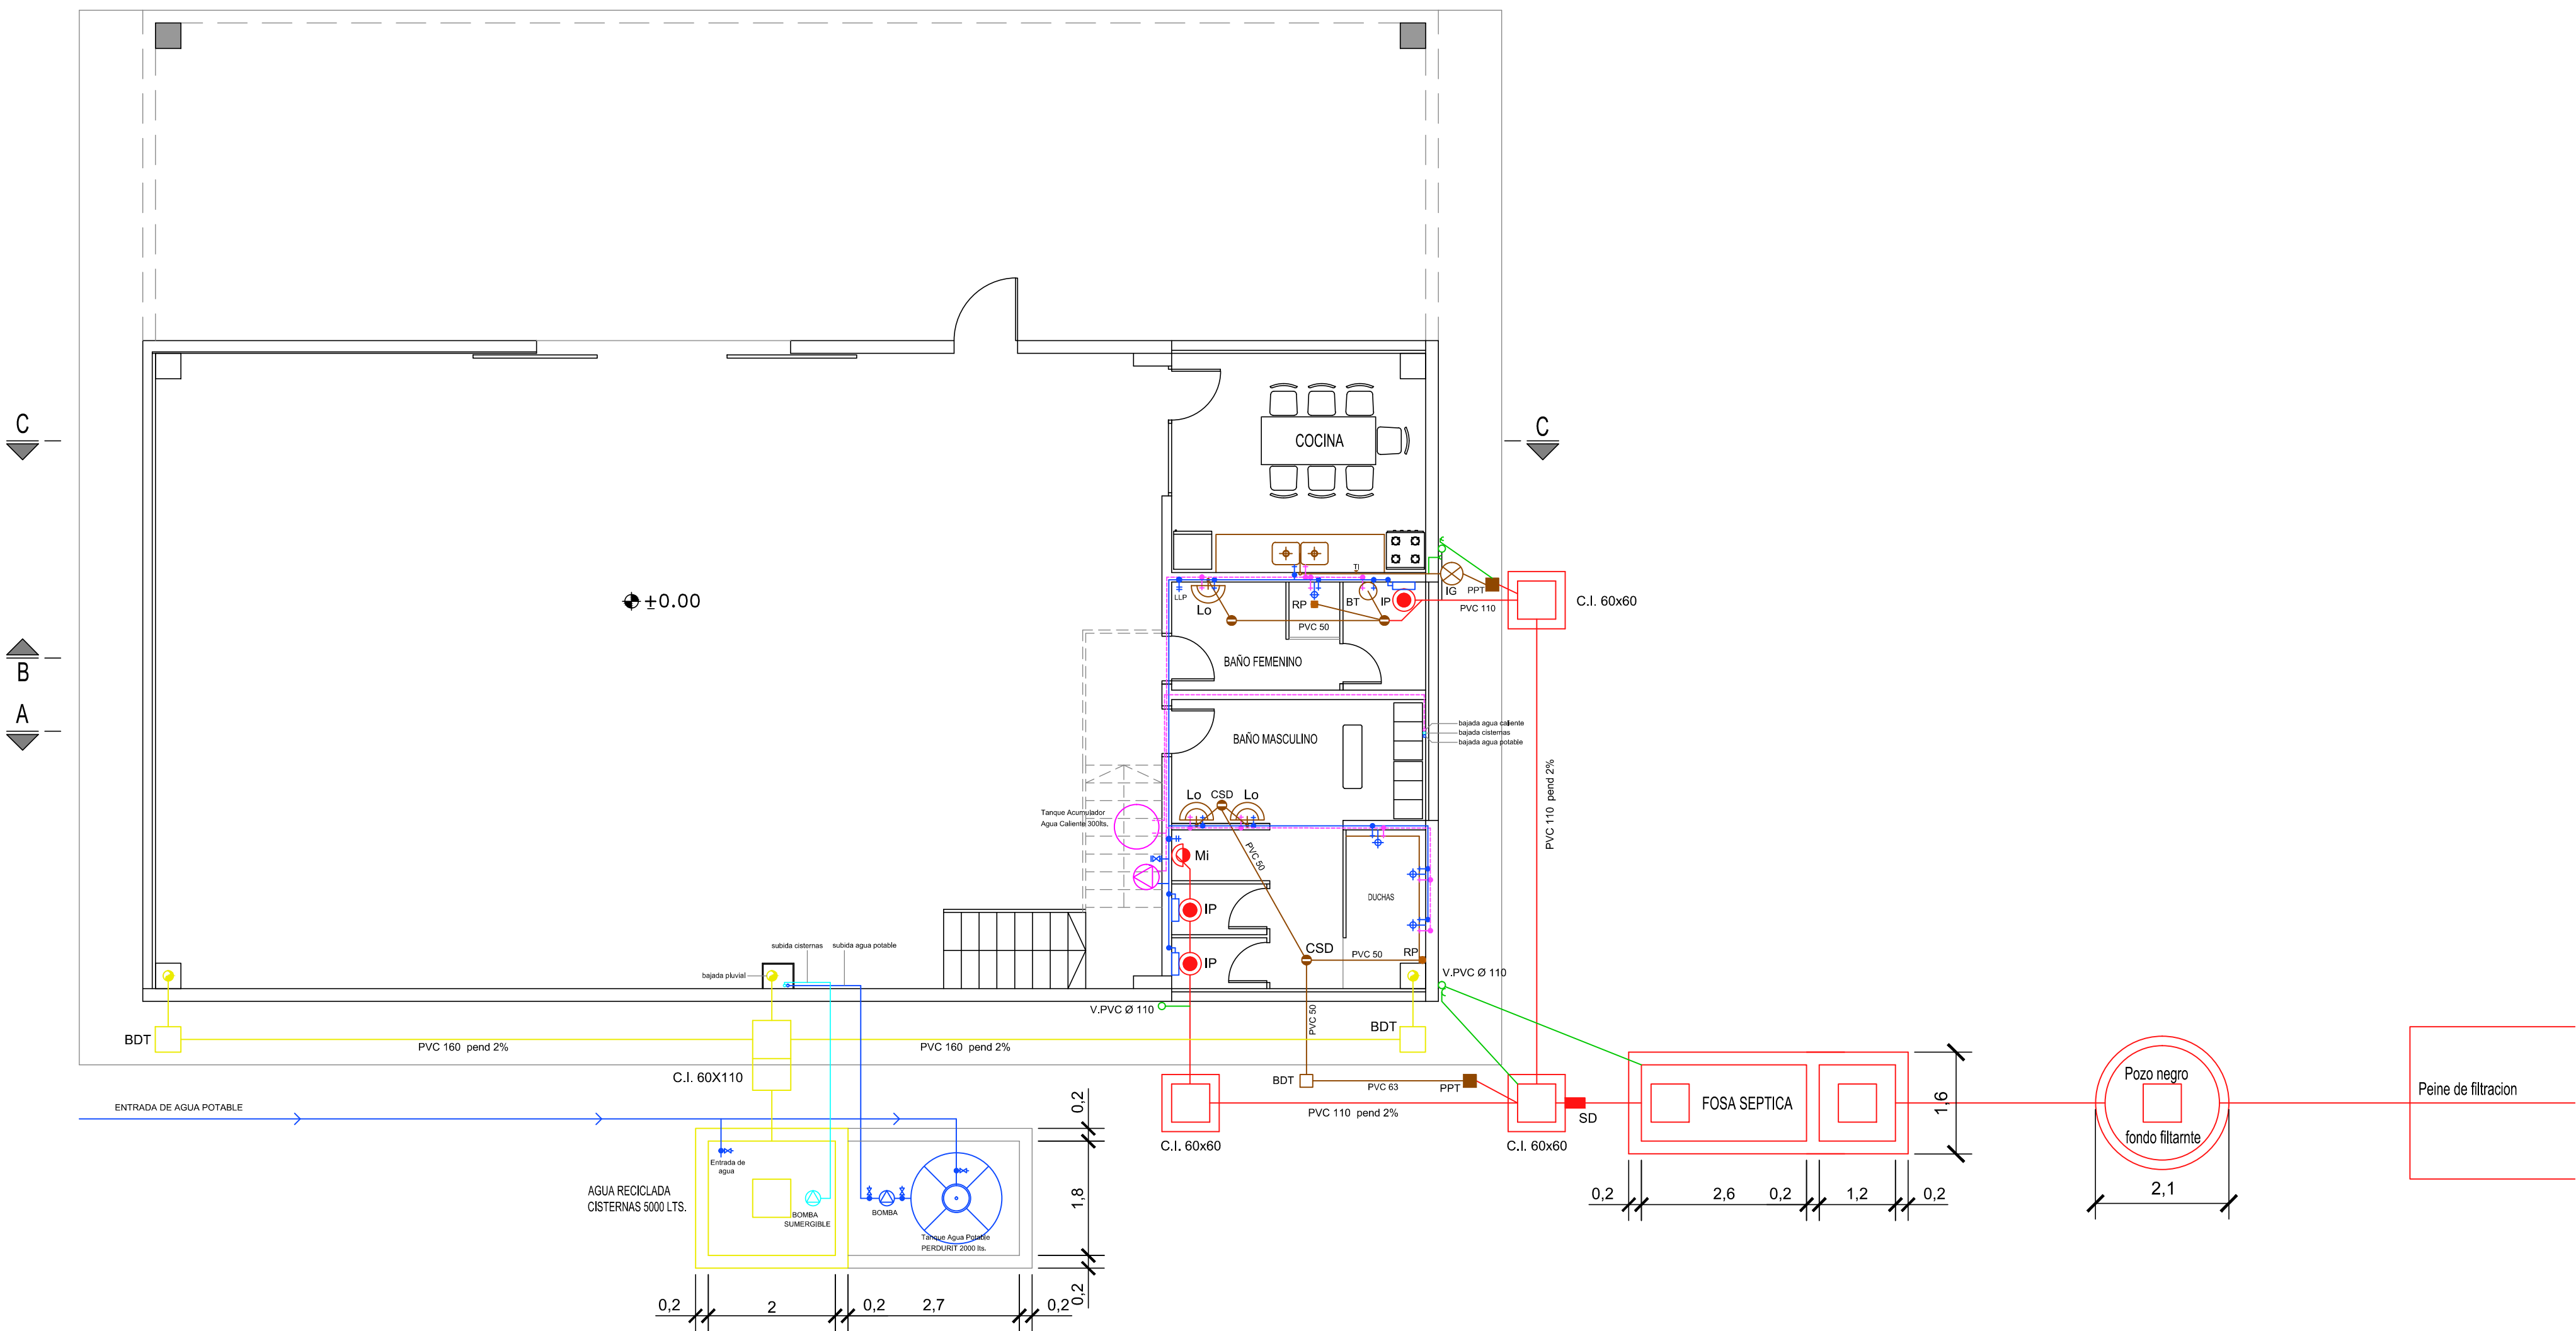 C
C
COCINA
±0.00
TI
LLP
Lo
RP
BT
IP
IG
PPT
PVC 110
C.I. 60x60
PVC 50
BAÑO FEMENINO
B
A
BAÑO MASCULINO
bajada agua caliente
bajada cisternas
bajada agua potable
PVC 110 pend 2%
Lo
CSD
Lo
Tanque Acumulador
Agua Caliente 300lts.
PVC 50
Mi
DUCHAS
IP
IP
CSD
PVC 50
RP
subida cisternas
subida agua potable
bajada pluvial
V.PVC Ø 110
V.PVC Ø 110
PVC 50
BDT
PVC 160 pend 2%
PVC 160 pend 2%
BDT
C.I. 60X110
BDT
PVC 63
PPT
PVC 110 pend 2%
SD
C.I. 60x60
C.I. 60x60
FOSA SEPTICA
1,6
Pozo negro
fondo filtarnte
Peine de filtracion
ENTRADA DE AGUA POTABLE
0,2
1,8
0,2
Entrada de
agua
AGUA RECICLADA
CISTERNAS 5000 LTS.
BOMBA
SUMERGIBLE
BOMBA
Tanque Agua Potable
PERDURIT 2000 lts.
0,2
2,6
0,2
1,2
0,2
2,1
0,2
2
0,2
2,7
0,2